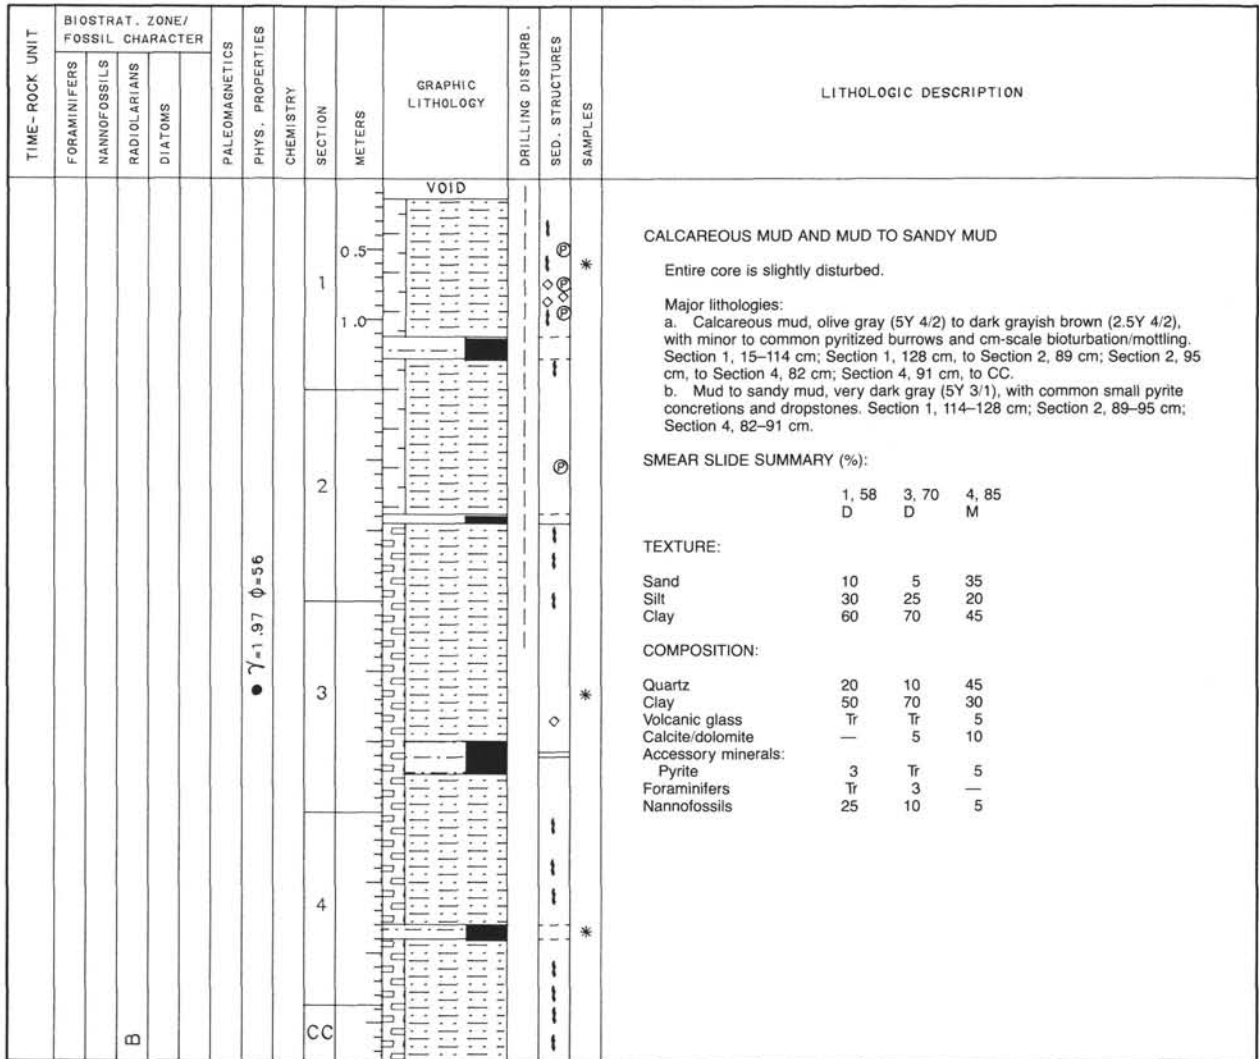 TIME-ROCK UNIT
BIOSTRAT. ZONE/
FOSSIL CHARACTER
FORAMINIFERS
NANNOFOSSILS
RADIOLARIANS
DIATOMS
PALEOMAGNETICS
PHYS. PROPERTIES
CHEMISTRY
SECTION
METERS
GRAPHIC
LITHOLOGY
DRILLING DISTURB.
SED. STRUCTURES
SAMPLES
LITHOLOGIC DESCRIPTION
VOID
0.5
1
1.0
2
3
4
CC
B
● γ=1.97 φ=56
P
*
P
P
P
*
*
CALCAREOUS MUD AND MUD TO SANDY MUD
Entire core is slightly disturbed.
Major lithologies:
a. Calcareous mud, olive gray (5Y 4/2) to dark grayish brown (2.5Y 4/2),
with minor to common pyritized burrows and cm-scale bioturbation/mottling.
Section 1, 15–114 cm; Section 1, 128 cm, to Section 2, 89 cm; Section 2, 95
cm, to Section 4, 82 cm; Section 4, 91 cm, to CC.
b. Mud to sandy mud, very dark gray (5Y 3/1), with common small pyrite
concretions and dropstones. Section 1, 114–128 cm; Section 2, 89–95 cm;
Section 4, 82–91 cm.
SMEAR SLIDE SUMMARY (%):
1, 58 3, 70 4, 85
D D M
TEXTURE:
Sand 10 5 35
Silt 30 25 20
Clay 60 70 45
COMPOSITION:
Quartz 20 10 45
Clay 50 70 30
Volcanic glass Tr Tr 5
Calcite/dolomite — 5 10
Accessory minerals:
Pyrite 3 Tr 5
Foraminifers Tr 3 —
Nannofossils 25 10 5